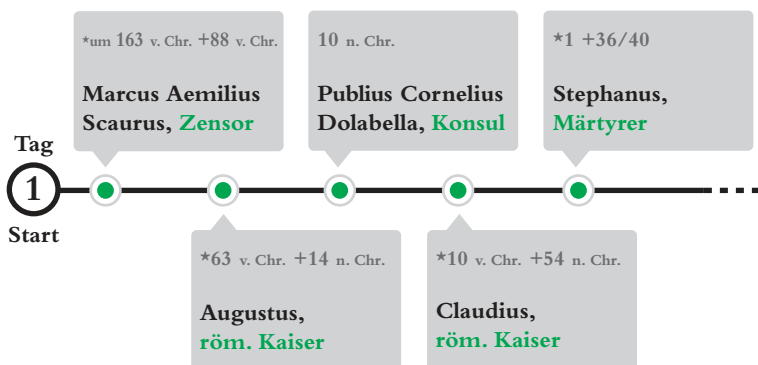 *um 163 v. Chr. +88 v. Chr.
Marcus Aemilius
Scaurus, Zensor
10 n. Chr.
Publius Cornelius
Dolabella, Konsul
*1 +36/40
Stephanus,
Märtyrer
Tag
1
Start
*63 v. Chr. +14 n. Chr.
Augustus,
röm. Kaiser
*10 v. Chr. +54 n. Chr.
Claudius,
röm. Kaiser